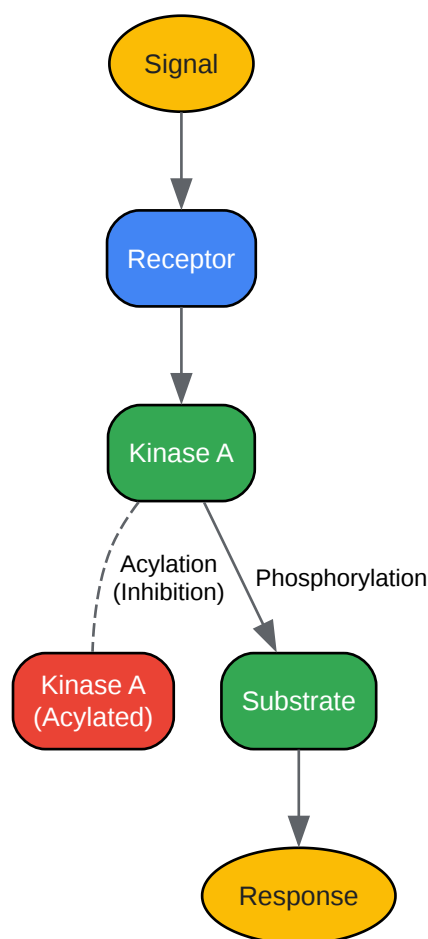 Signal
Receptor
Kinase A
Acylation
(Inhibition)
Phosphorylation
Kinase A
(Acylated)
Substrate
Response